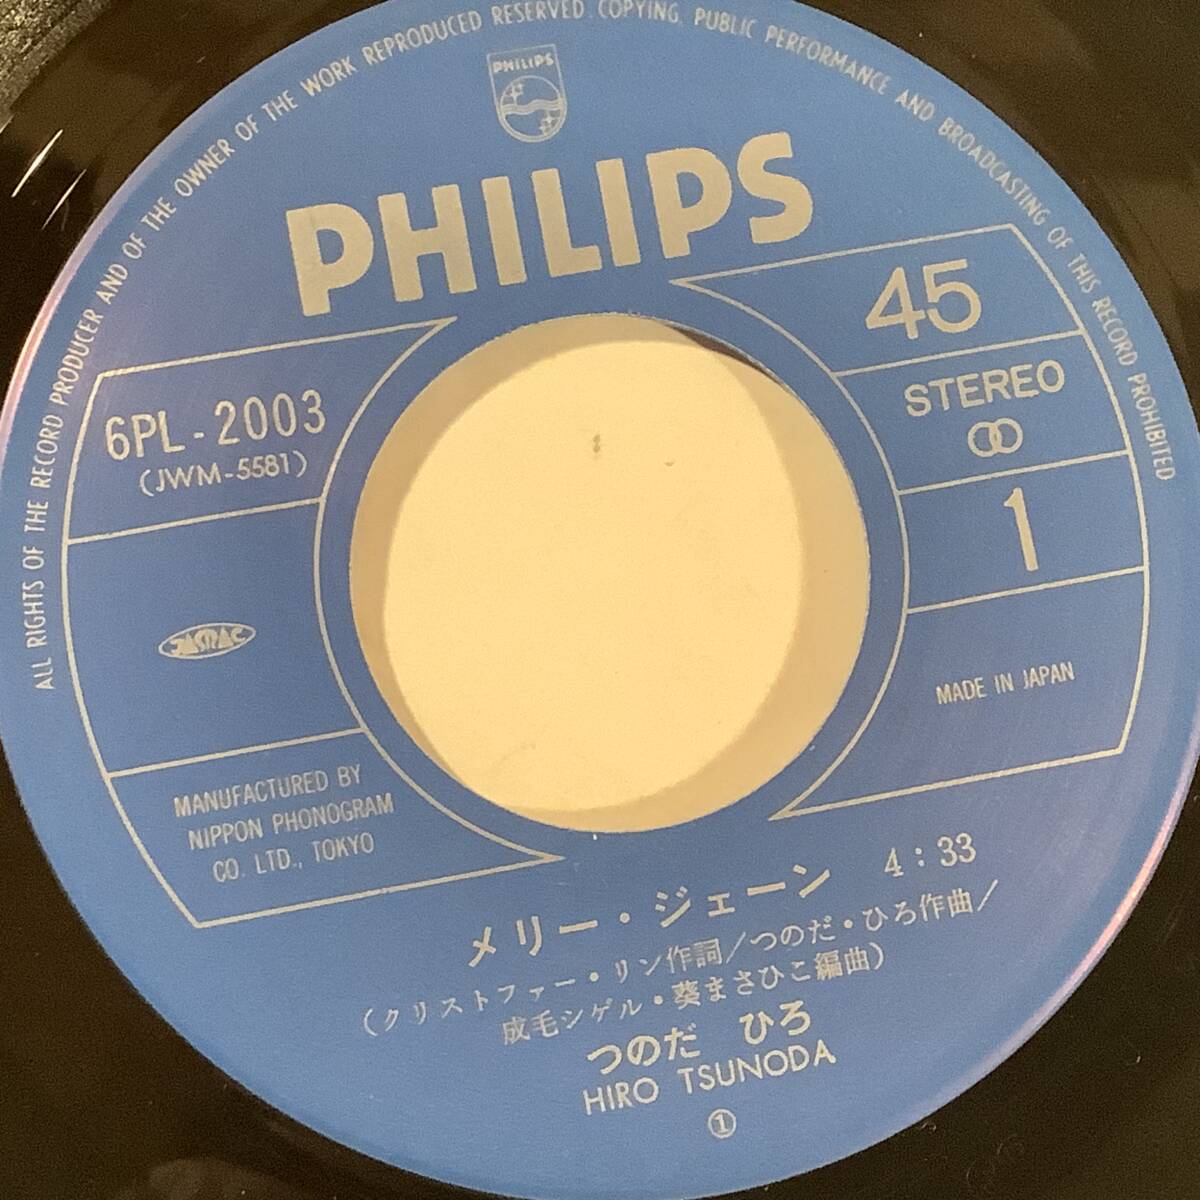 ALL RIGHTS OF THE RECORD PRODUCER AND OF THE OWNER OF THE WORK REPRODUCED RESERVED. COPYING, PUBLIC PERFORMANCE AND BROADCASTING OF THIS RECORD PROHIBITED
PHILIPS
PHILIPS
45
6PL-2003
(JWM-5581)
STEREO
1
JASRAC
MADE IN JAPAN
MANUFACTURED BY
NIPPON PHONOGRAM
CO. LTD., TOKYO
メリー・ジェーン 4:33
(クリストファー・リン作詞/つのだ・ひろ作曲/
成毛シゲル・葵まさひこ編曲)
つのだ ひろ
HIRO TSUNODA
①